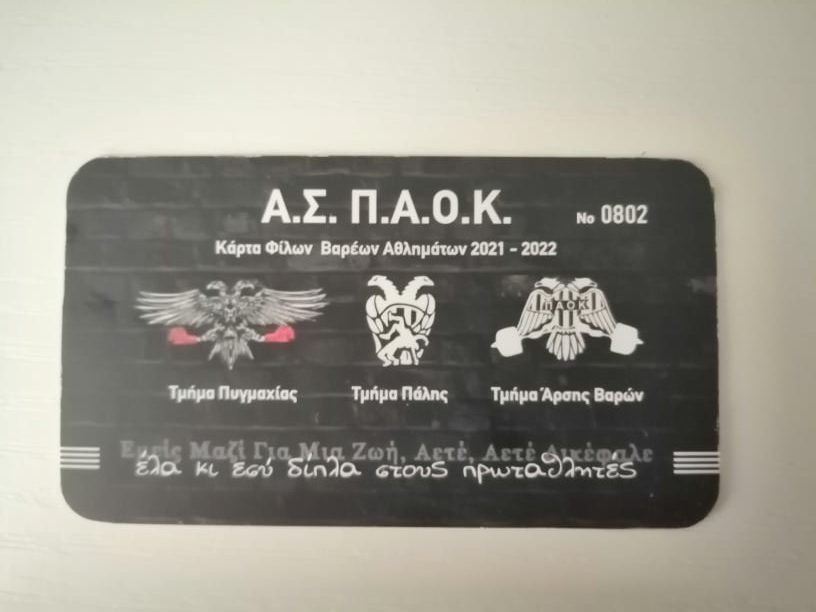 Α.Σ. Π.Α.Ο.Κ.
No 0802
Κάρτα Φίλων Βαρέων Αθλημάτων 2021 - 2022
ΠΑΟΚ
Τμήμα Πυγμαχίας
Τμήμα Πάλης
Τμήμα Άρσης Βαρών
Εμείς Μαζί Για Μια Ζωή, Αετέ, Αετέ Δικέφαλε
έλα κι εσύ δίπλα στους πρωταθλητές